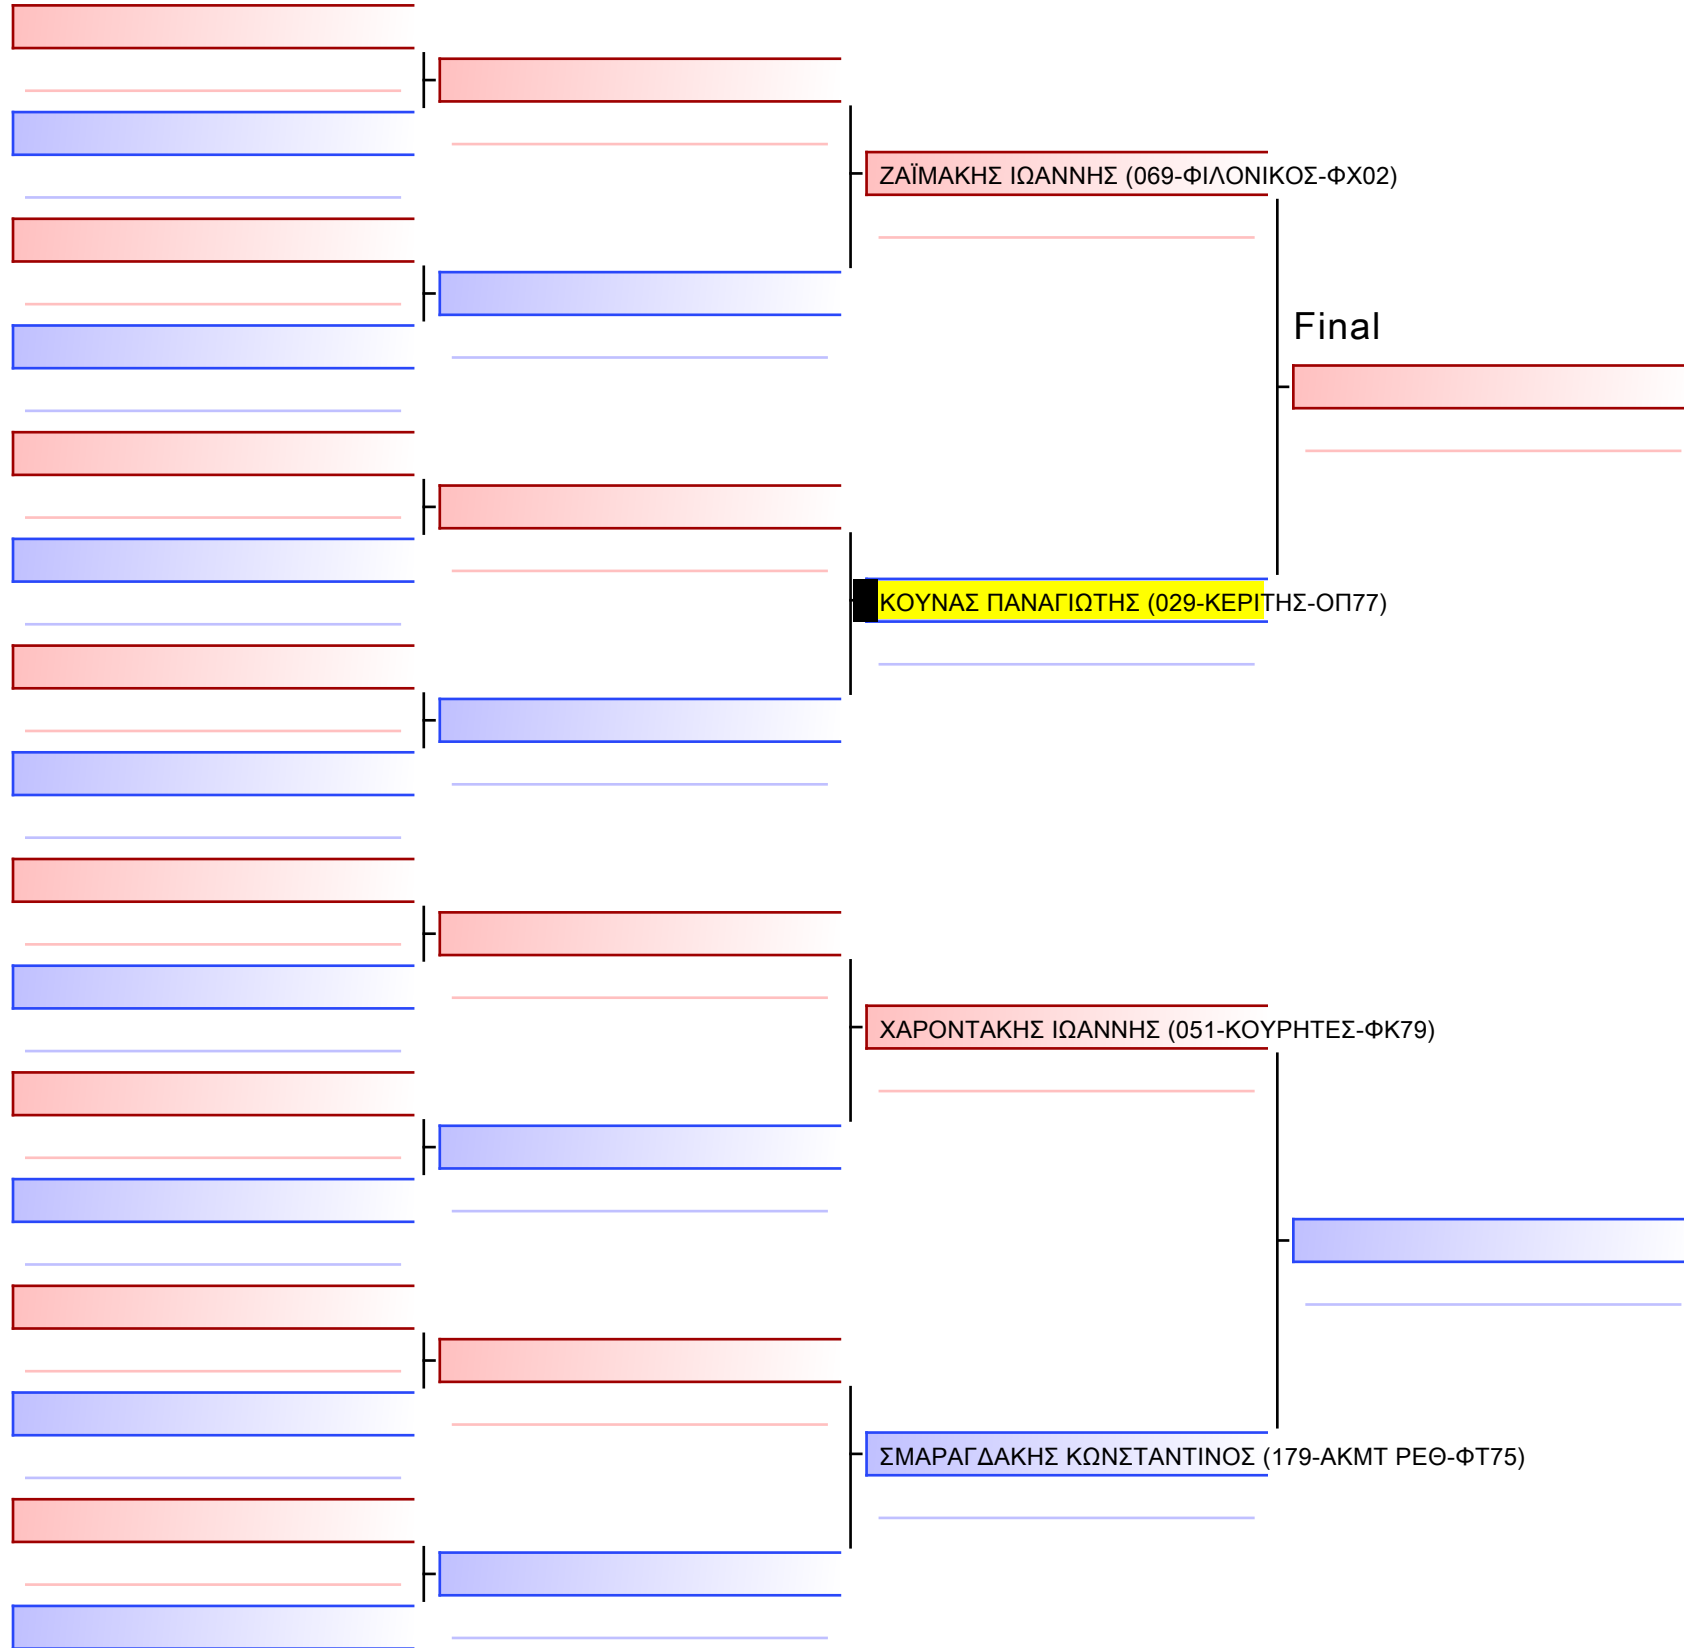 ΖΑΪΜΑΚΗΣ ΙΩΑΝΝΗΣ (069-ΦΙΛΟΝΙΚΟΣ-ΦΧ02)
Final
ΚΟΥΝΑΣ ΠΑΝΑΓΙΩΤΗΣ (029-ΚΕΡΙΤΗΣ-ΟΠ77)
ΧΑΡΟΝΤΑΚΗΣ ΙΩΑΝΝΗΣ (051-ΚΟΥΡΗΤΕΣ-ΦΚ79)
ΣΜΑΡΑΓΔΑΚΗΣ ΚΩΝΣΤΑΝΤΙΝΟΣ (179-ΑΚΜΤ ΡΕΘ-ΦΤ75)